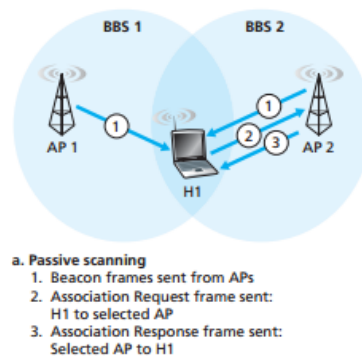 BBS 1
BBS 2
1
1
2
3
AP 1
AP 2
H1
a. Passive scanning
1. Beacon frames sent from APs
2. Association Request frame sent:
H1 to selected AP
3. Association Response frame sent:
Selected AP to H1